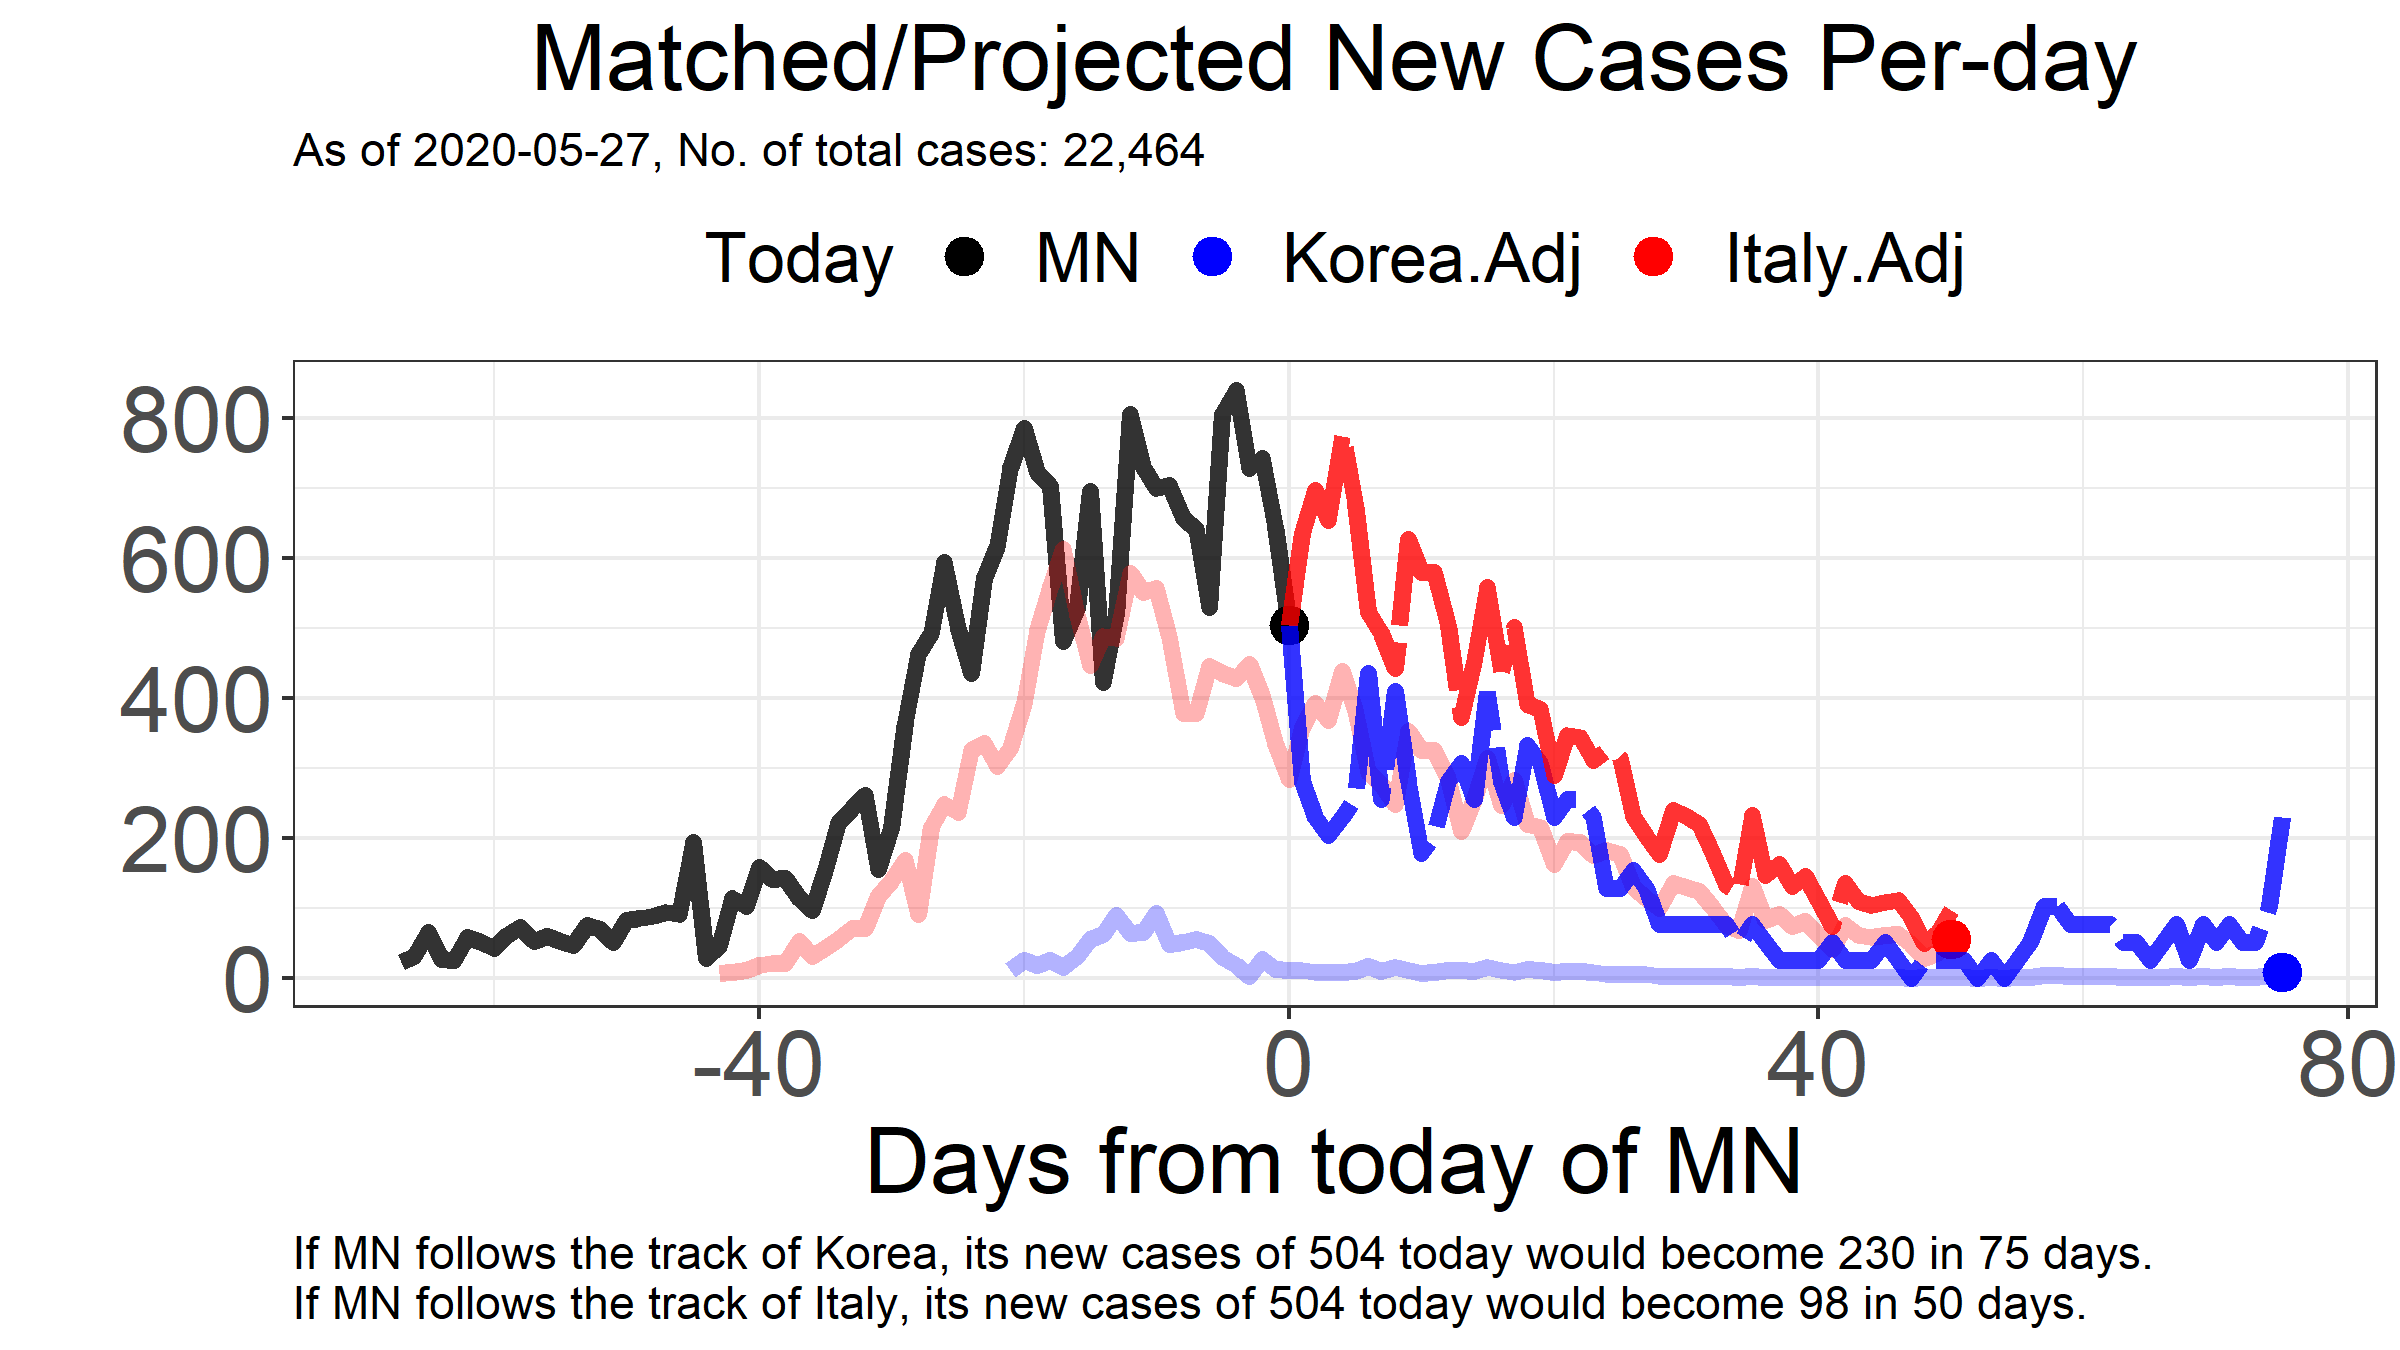 Matched/Projected New Cases Per-day
As of 2020-05-27, No. of total cases: 22,464
Today MN Korea.Adj Italy.Adj
800
600
400
200
0
-40 0 40 80
Days from today of MN
If MN follows the track of Korea, its new cases of 504 today would become 230 in 75 days.
If MN follows the track of Italy, its new cases of 504 today would become 98 in 50 days.